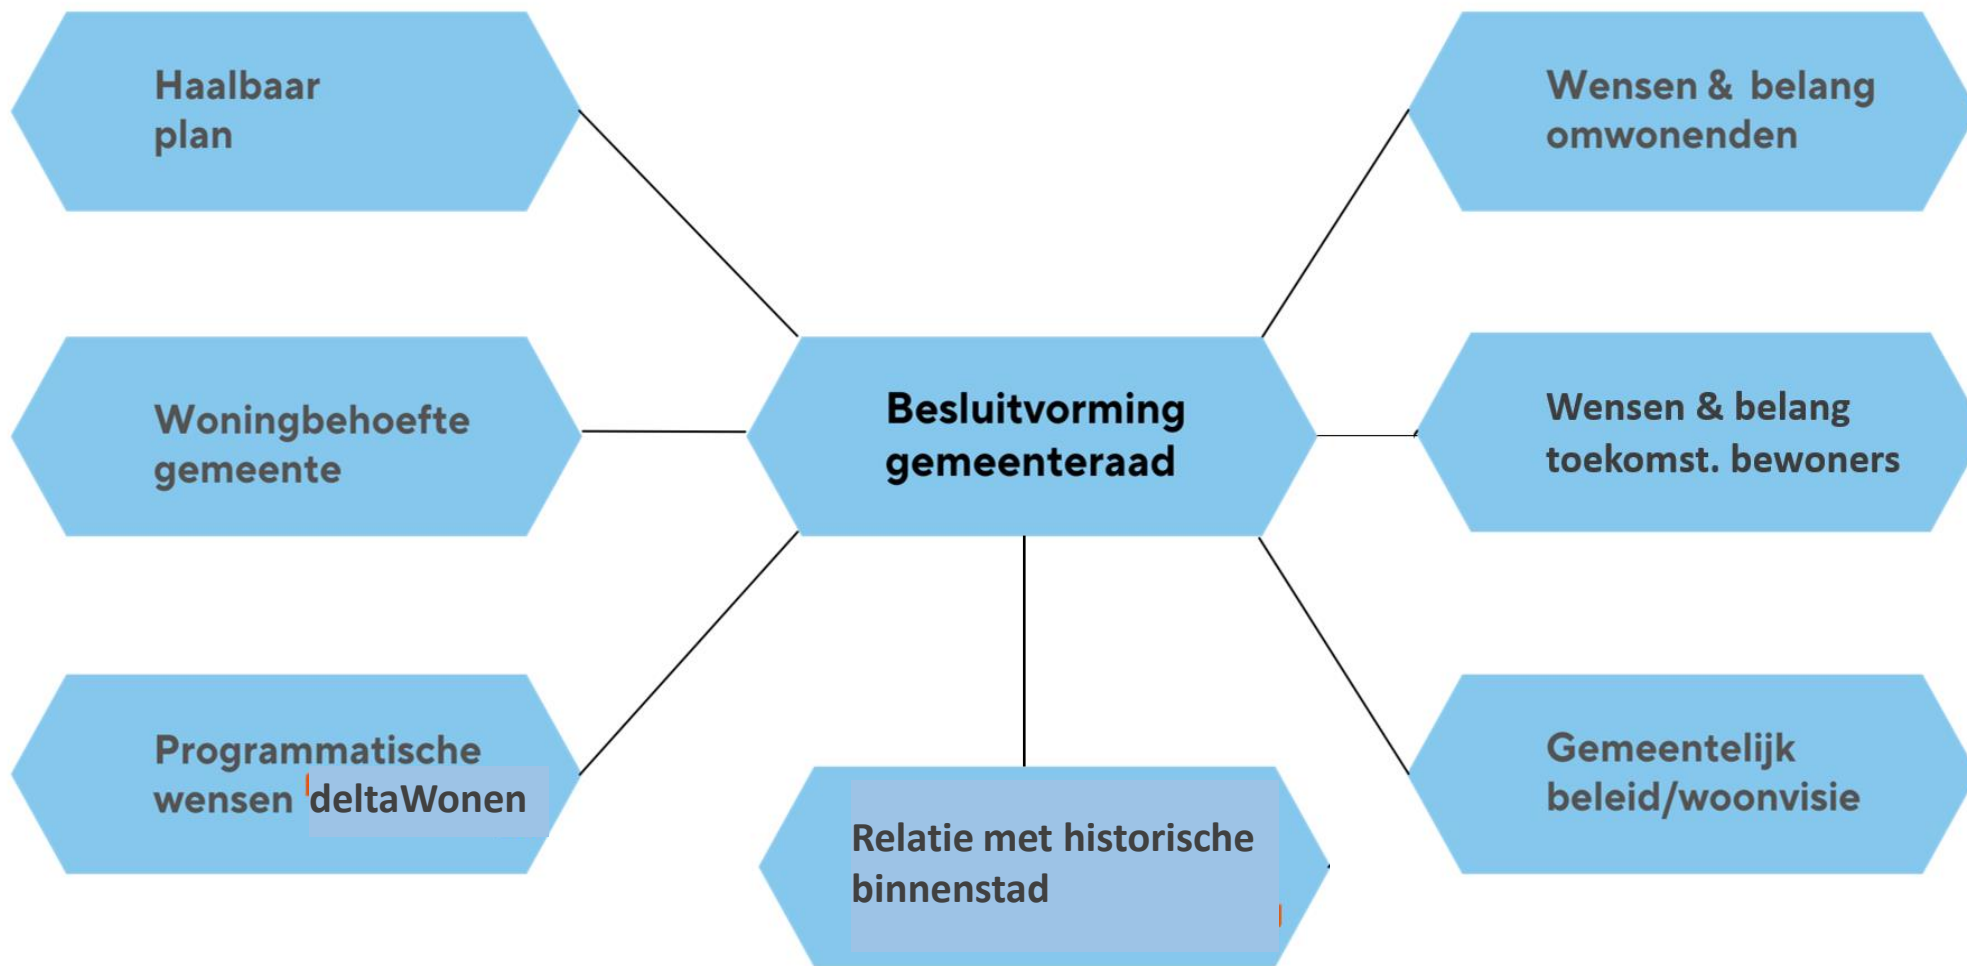 Haalbaar
plan
Wensen & belang
omwonenden
Woningbehoefte
gemeente
Besluitvorming
gemeenteraad
Wensen & belang
toekomst. bewoners
Programmatische
wensen deltaWonen
Relatie met historische
binnenstad
Gemeentelijk
beleid/woonvisie